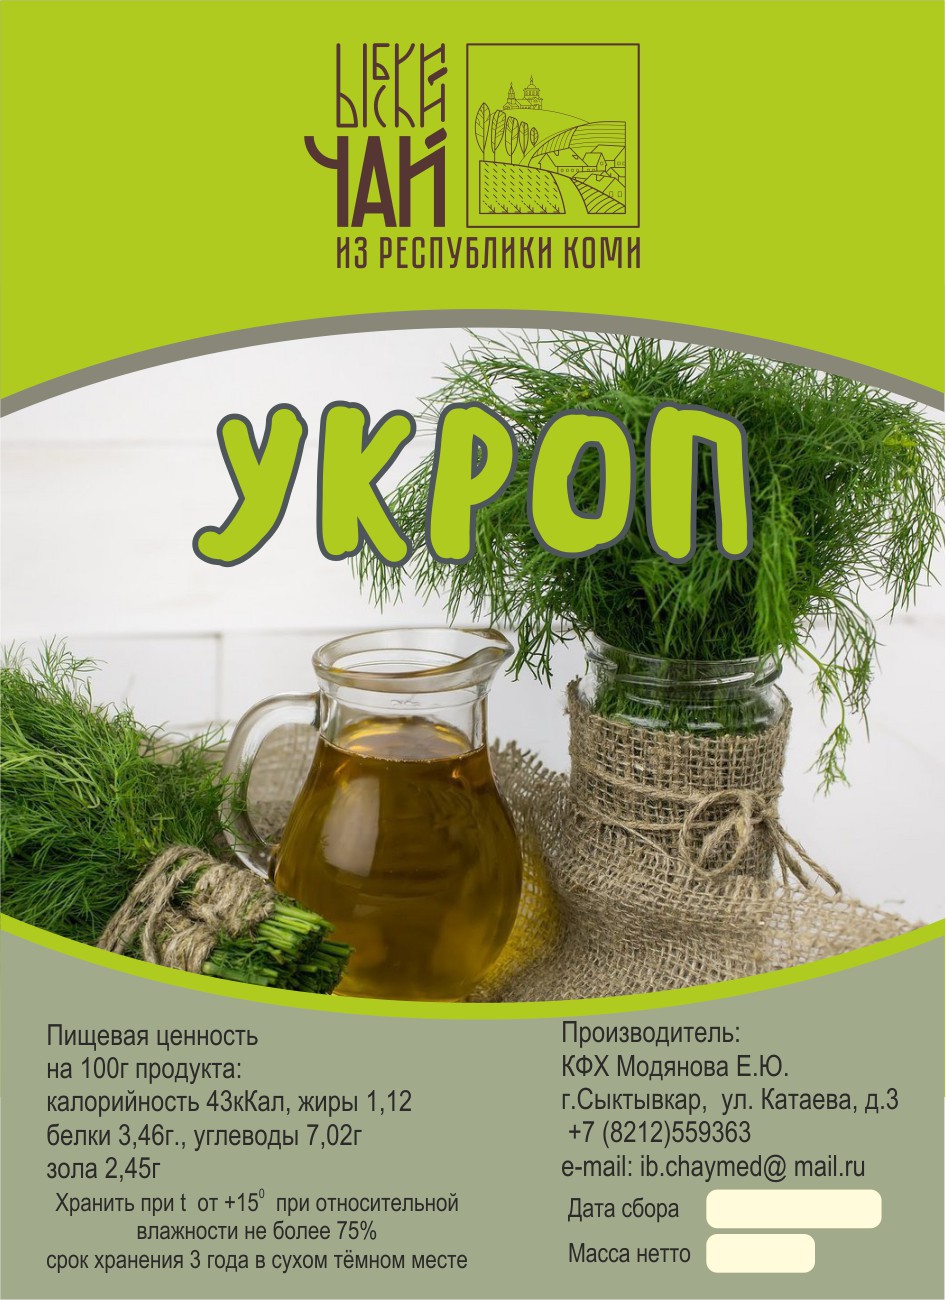 ЫБСКИЙ
ЧАЙ
ИЗ РЕСПУБЛИКИ КОМИ
УКРОП
Пищевая ценность
на 100г продукта:
калорийность 43кКал, жиры 1,12
белки 3,46г., углеводы 7,02г
зола 2,45г
Хранить при t от +15⁰ при относительной
влажности не более 75%
срок хранения 3 года в сухом тёмном месте
Производитель:
КФХ Модянова Е.Ю.
г.Сыктывкар, ул. Катаева, д.3
+7 (8212)559363
e-mail: ib.chaymed@ mail.ru
Дата сбора
Масса нетто